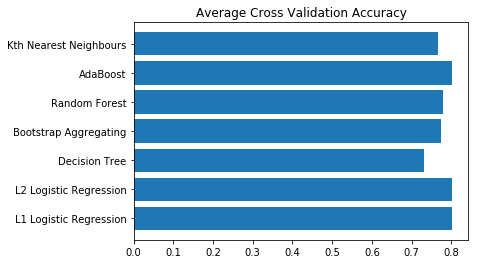 Average Cross Validation Accuracy
Kth Nearest Neighbours
AdaBoost
Random Forest
Bootstrap Aggregating
Decision Tree
L2 Logistic Regression
L1 Logistic Regression
0.0 0.1 0.2 0.3 0.4 0.5 0.6 0.7 0.8